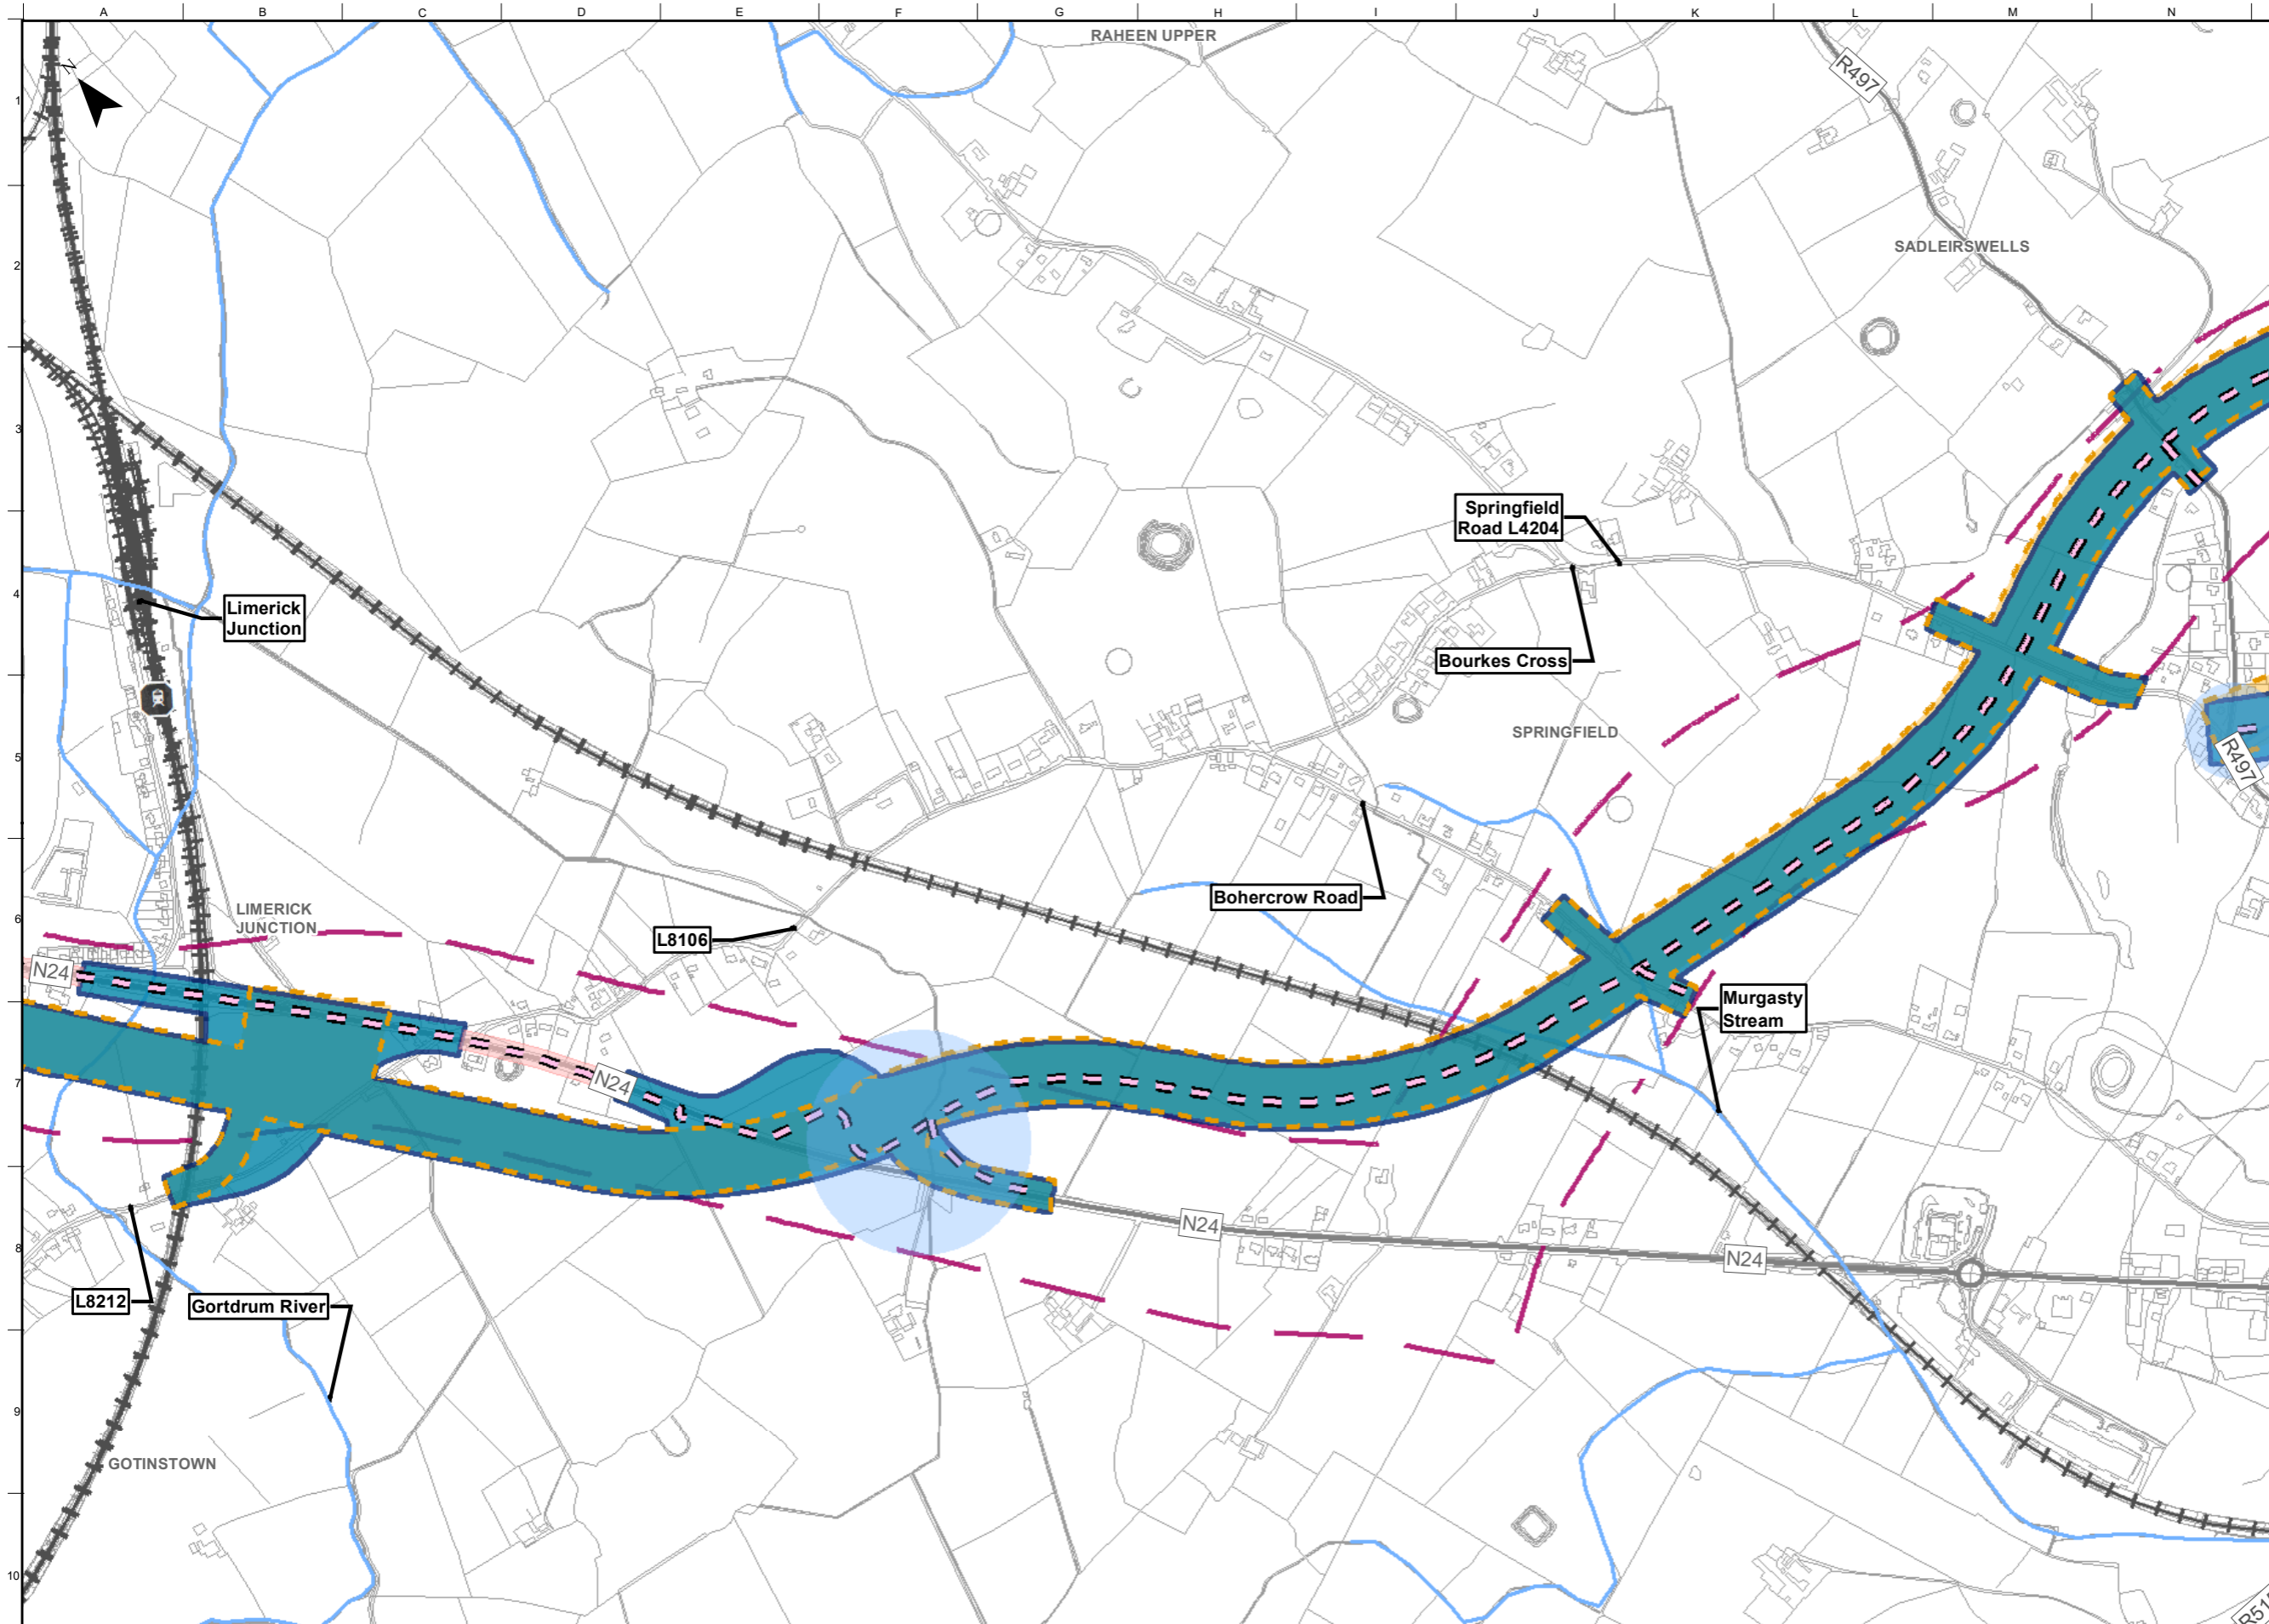 A B C D E F G H I J K L M N
RAHEEN UPPER
R497
N
1
SADLEIRSWELLS
2
3
Springfield
Road L4204
4
Limerick
Junction
Bourkes Cross
SPRINGFIELD
5
R497
Bohercrow Road
LIMERICK
JUNCTION
6
L8106
N24
Murgasty
Stream
7
N24
N24
8
N24
L8212
Gortdrum River
9
GOTINSTOWN
10